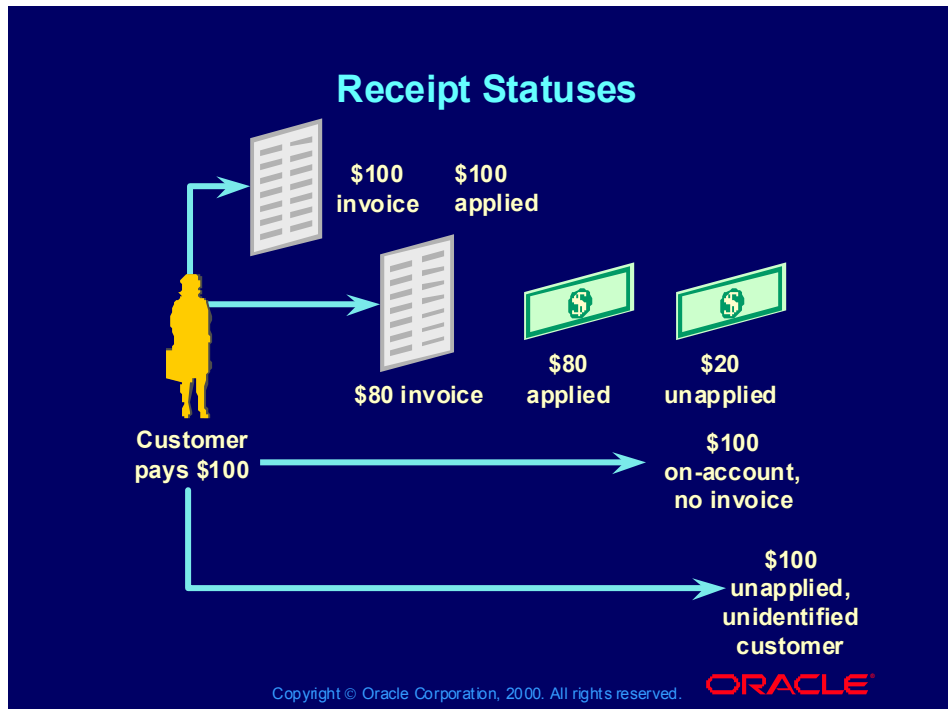 Receipt Statuses
$100
invoice
$100
applied
$80 invoice
$80
applied
$20
unapplied
Customer
pays $100
$100
on-account,
no invoice
$100
unapplied,
unidentified
customer
Copyright © Oracle Corporation, 2000. All rights reserved.
ORACLE®